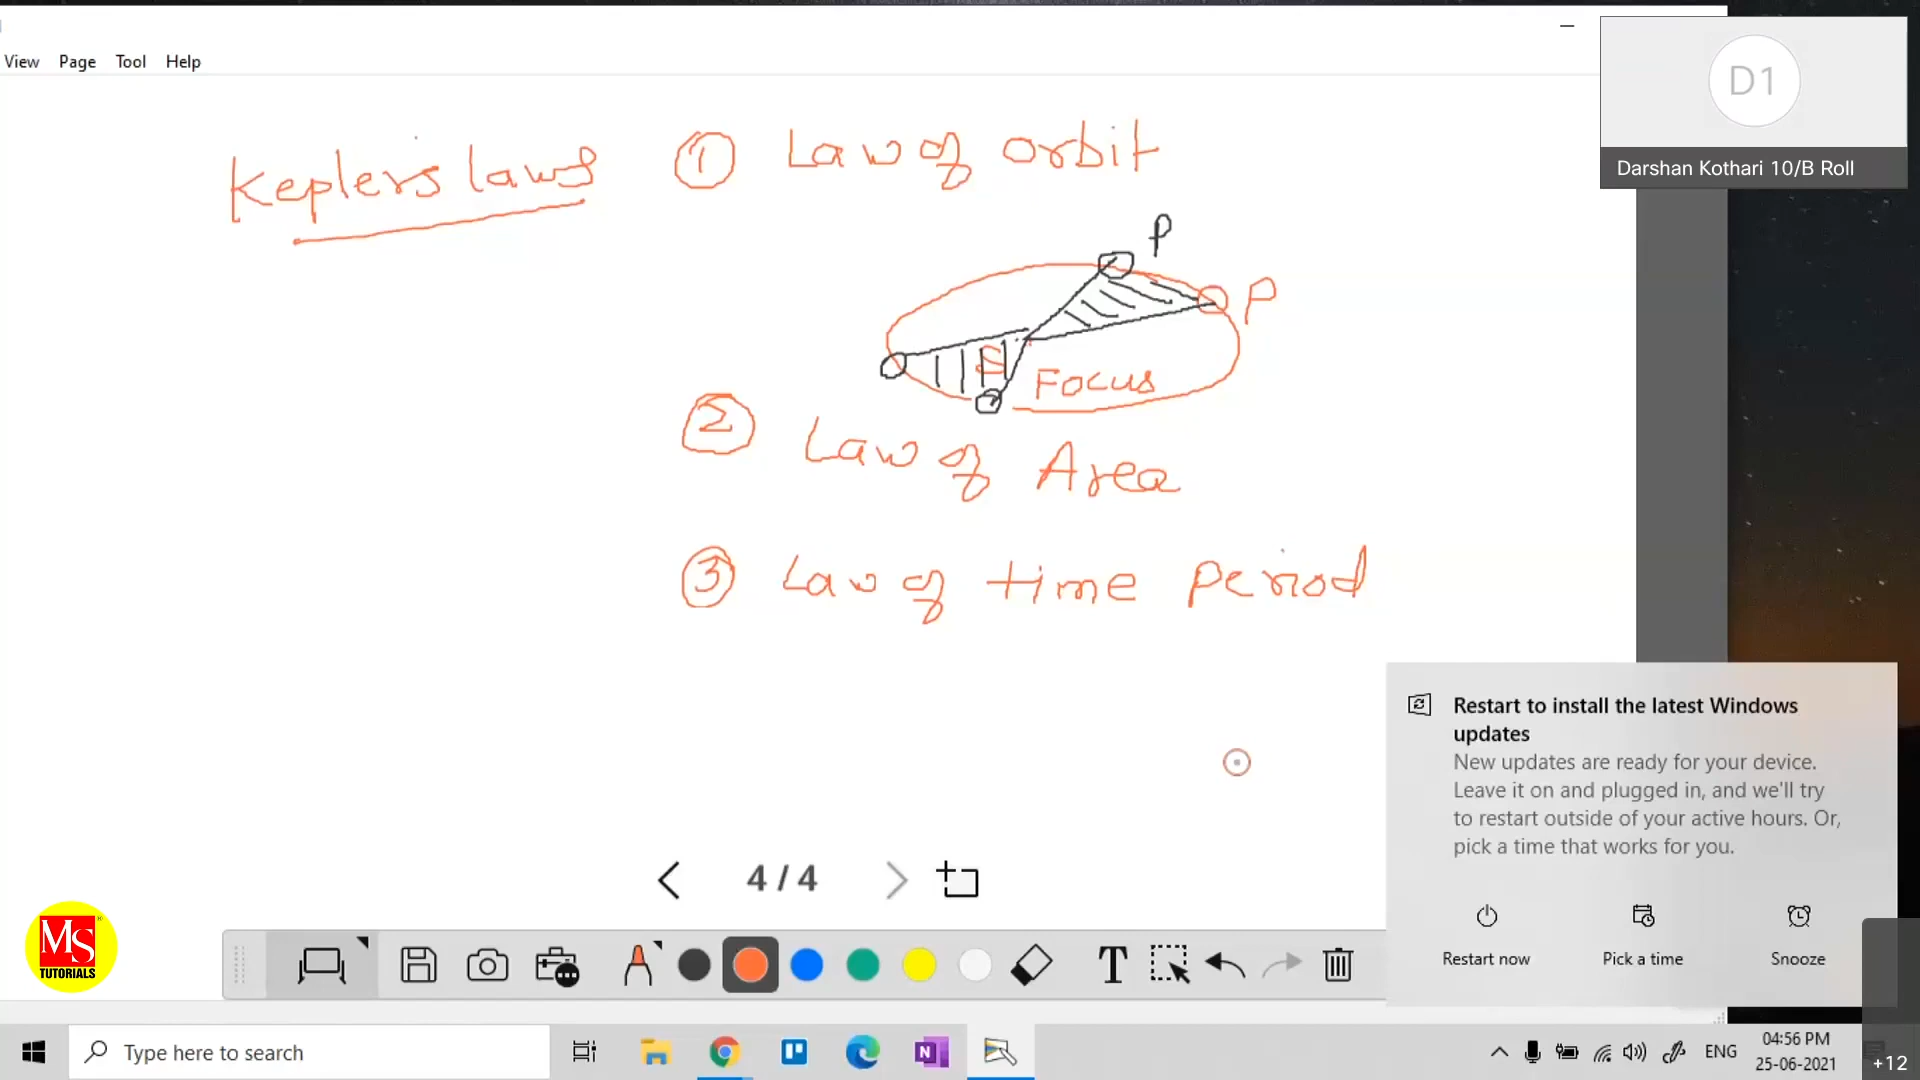 View Page Tool Help
D1
Darshan Kothari 10/B Roll
Kepler's laws
1 Law of orbit
P
P
S
Focus
2 Law of Area
3 Law of time period
Restart to install the latest Windows
updates
New updates are ready for your device.
Leave it on and plugged in, and we'll try
to restart outside of your active hours. Or,
pick a time that works for you.
Restart now Pick a time Snooze
4 / 4
MS
TUTORIALS
T
Type here to search
N
ENG
04:56 PM
25-06-2021
+12